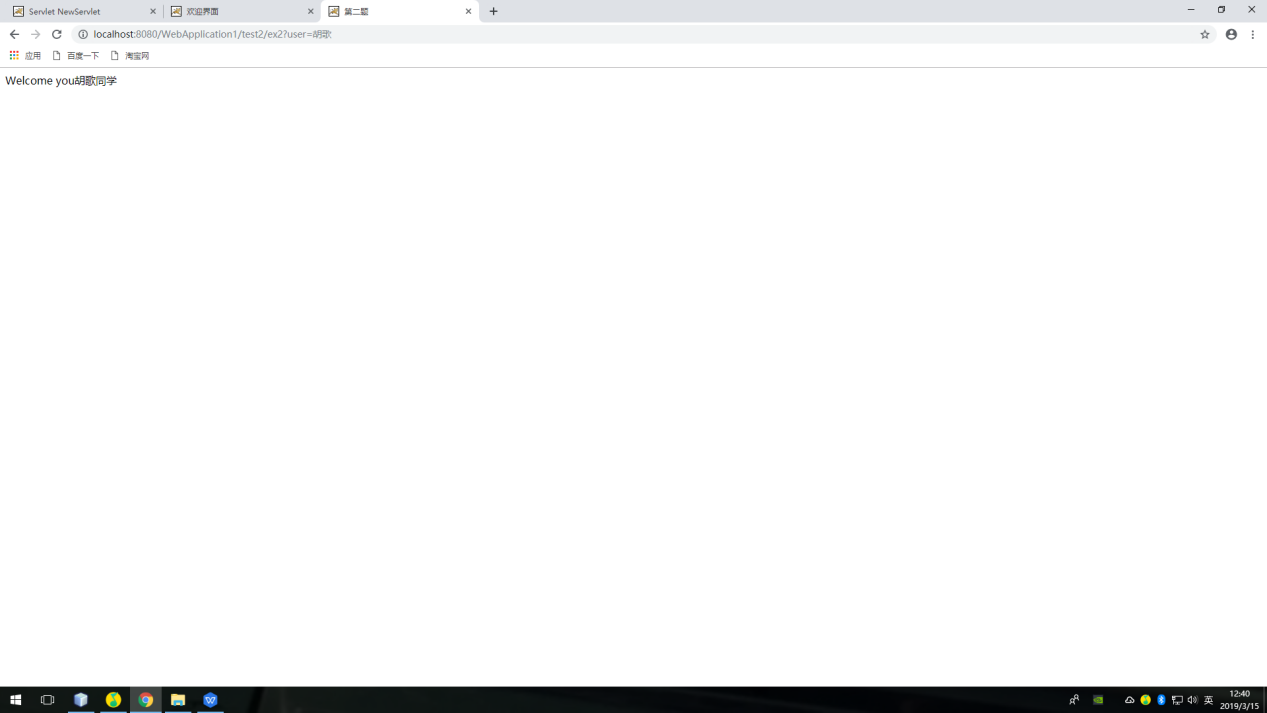 Servlet NewServlet
欢迎界面
第二题
localhost:8080/WebApplication1/test2/ex2?user=胡歌
应用
百度一下
淘宝网
Welcome you胡歌同学
英
12:40
2019/3/15